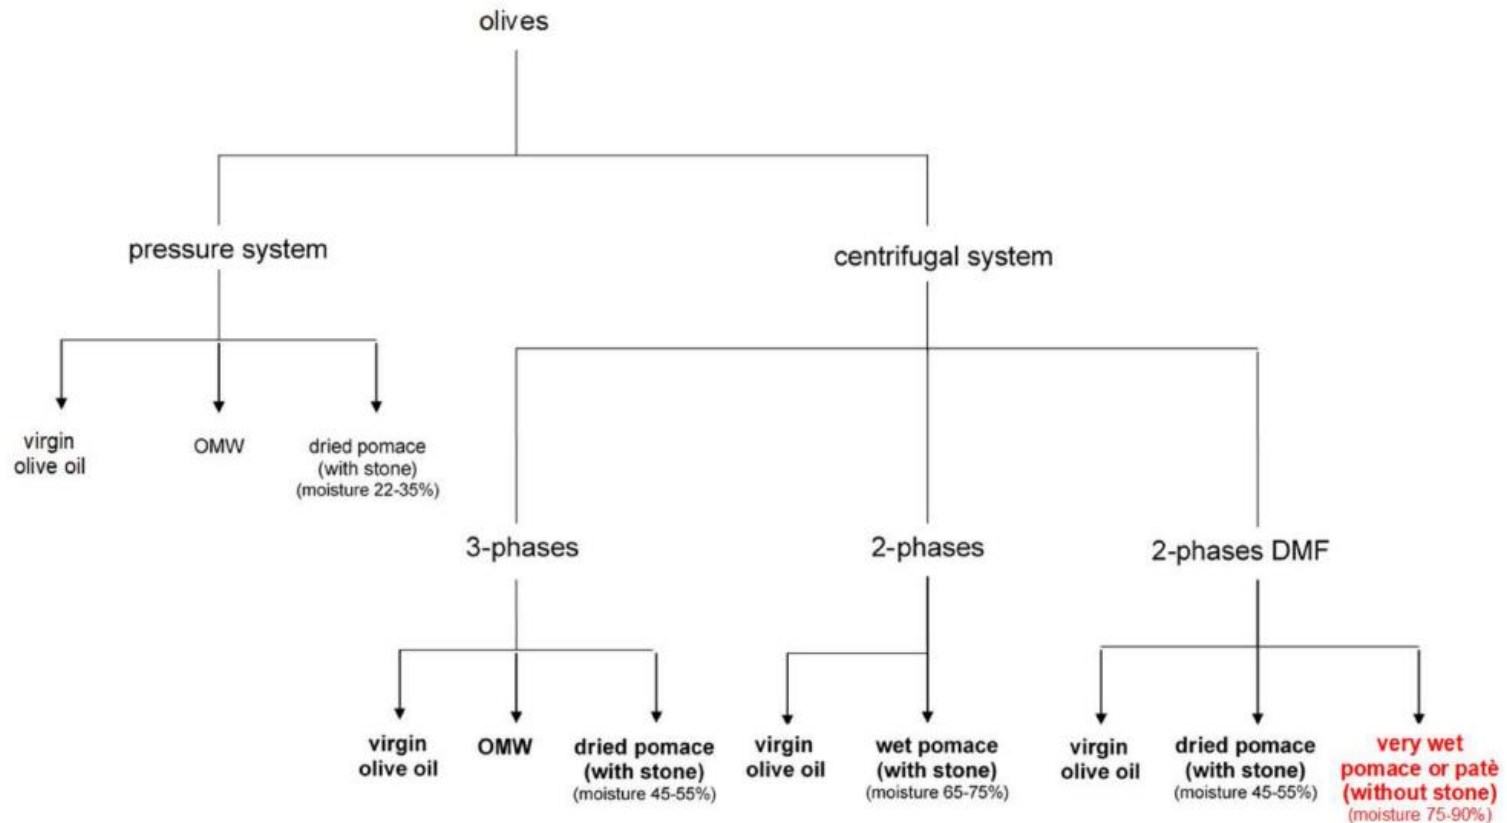 olives
pressure system
centrifugal system
virgin
olive oil
OMW
dried pomace
(with stone)
(moisture 22-35%)
3-phases
2-phases
2-phases DMF
virgin
olive oil
OMW
dried pomace
(with stone)
(moisture 45-55%)
virgin
olive oil
wet pomace
(with stone)
(moisture 65-75%)
virgin
olive oil
dried pomace
(with stone)
(moisture 45-55%)
very wet
pomace or patè
(without stone)
(moisture 75-90%)